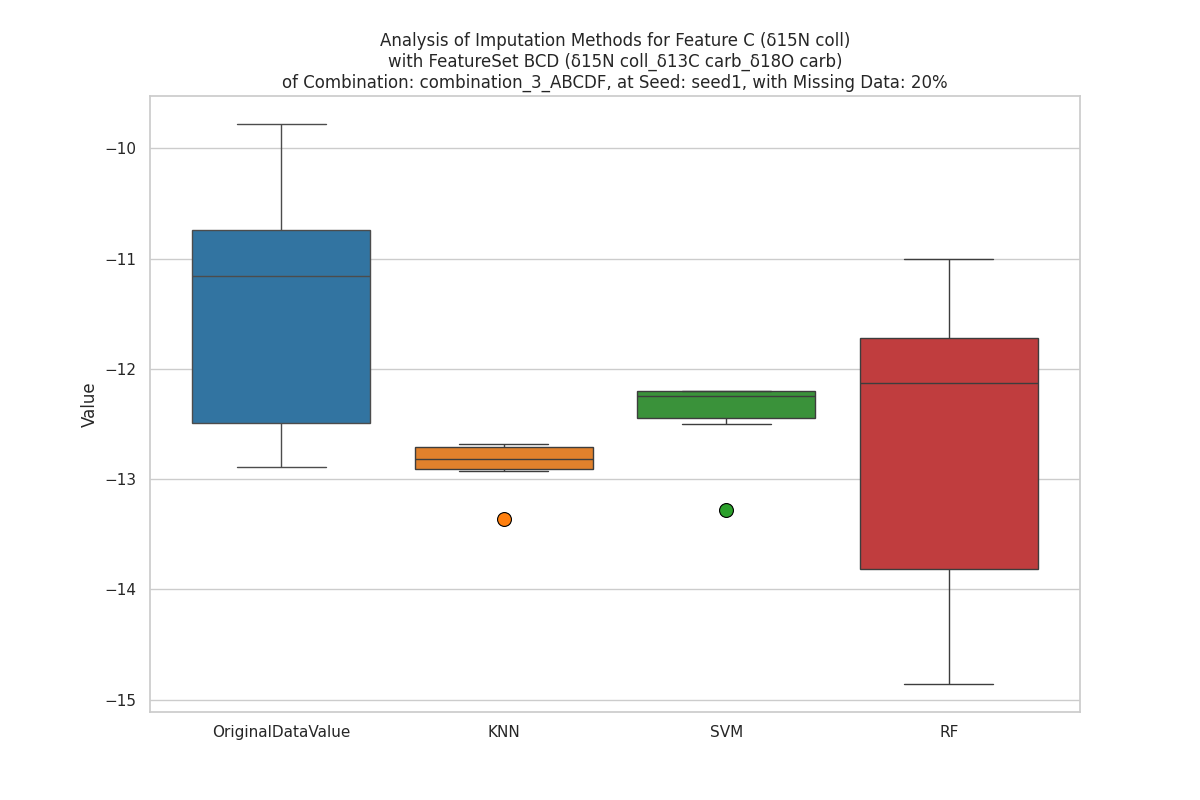 Analysis of Imputation Methods for Feature C (δ15N coll)
with FeatureSet BCD (δ15N coll_δ13C carb_δ18O carb)
of Combination: combination_3_ABCDF, at Seed: seed1, with Missing Data: 20%
Value
−10
−11
−12
−13
−14
−15
OriginalDataValue
KNN
SVM
RF